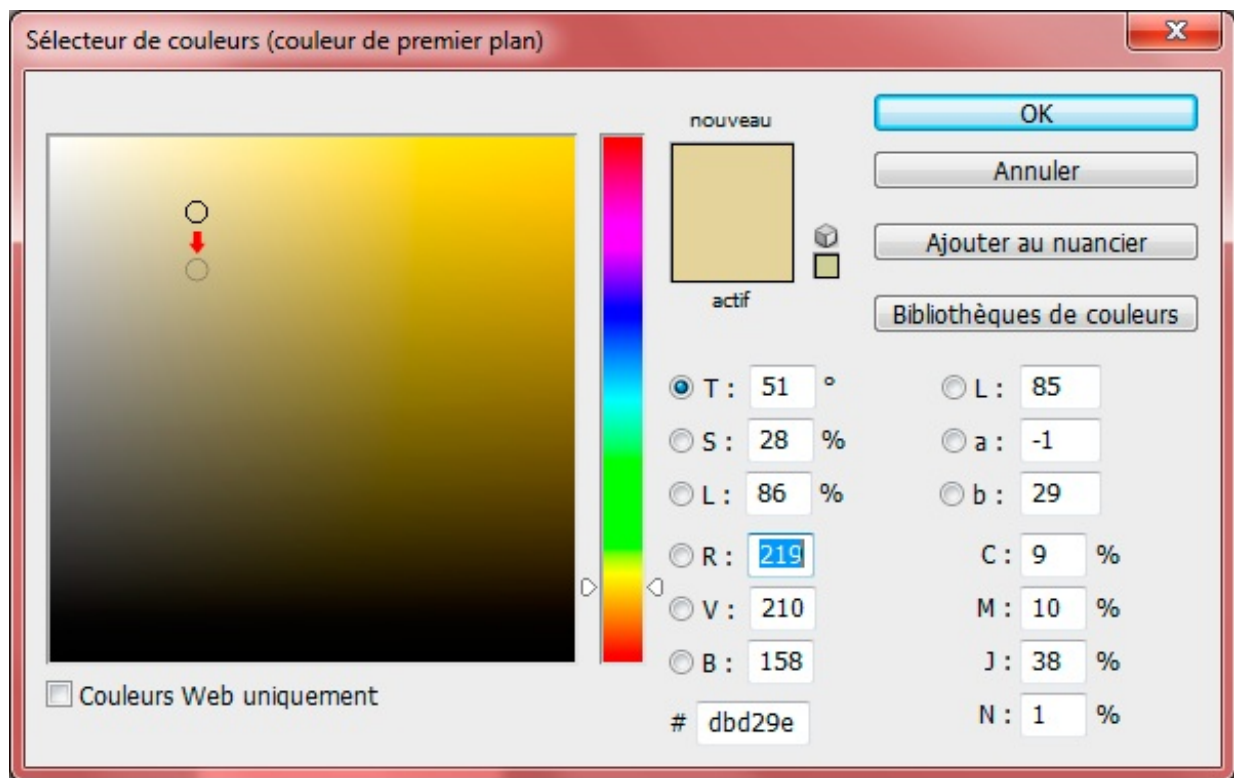 Sélecteur de couleurs (couleur de premier plan)
X
nouveau
actif
OK
Annuler
Ajouter au nuancier
Bibliothèques de couleurs
T : 51 °
S : 28 %
L : 86 %
R : 219
V : 210
B : 158
# dbd29e
L : 85
a : -1
b : 29
C : 9 %
M : 10 %
J : 38 %
N : 1 %
Couleurs Web uniquement